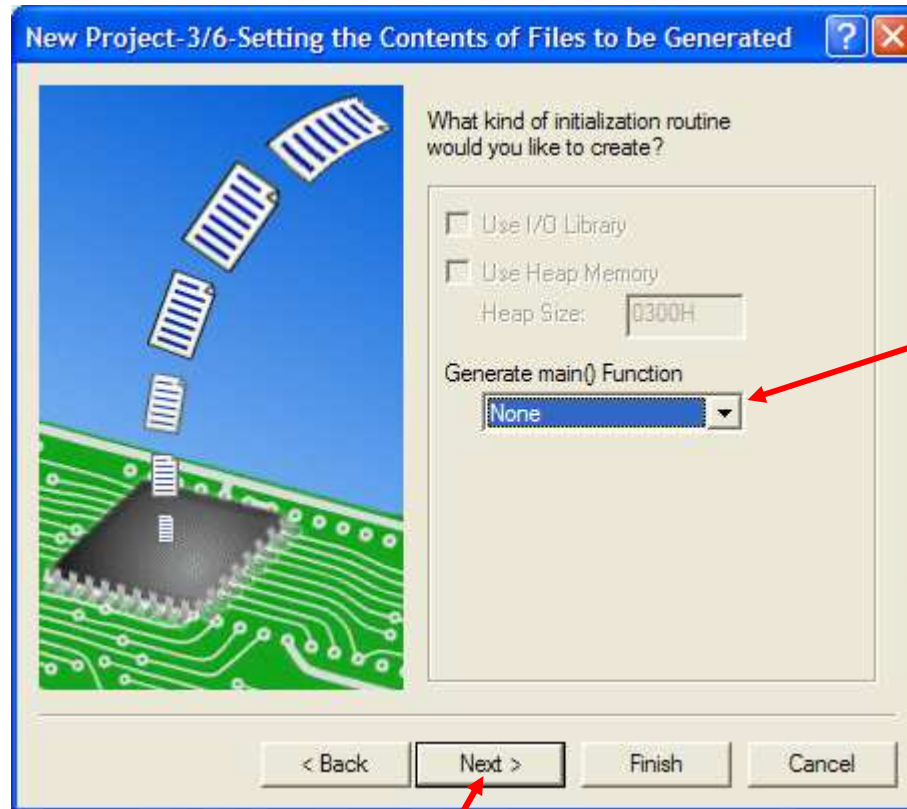 New Project-3/6-Setting the Contents of Files to be Generated
What kind of initialization routine
would you like to create?
Use I/O Library
Use Heap Memory
Heap Size: 0300H
Generate main() Function
None
< Back Next > Finish Cancel